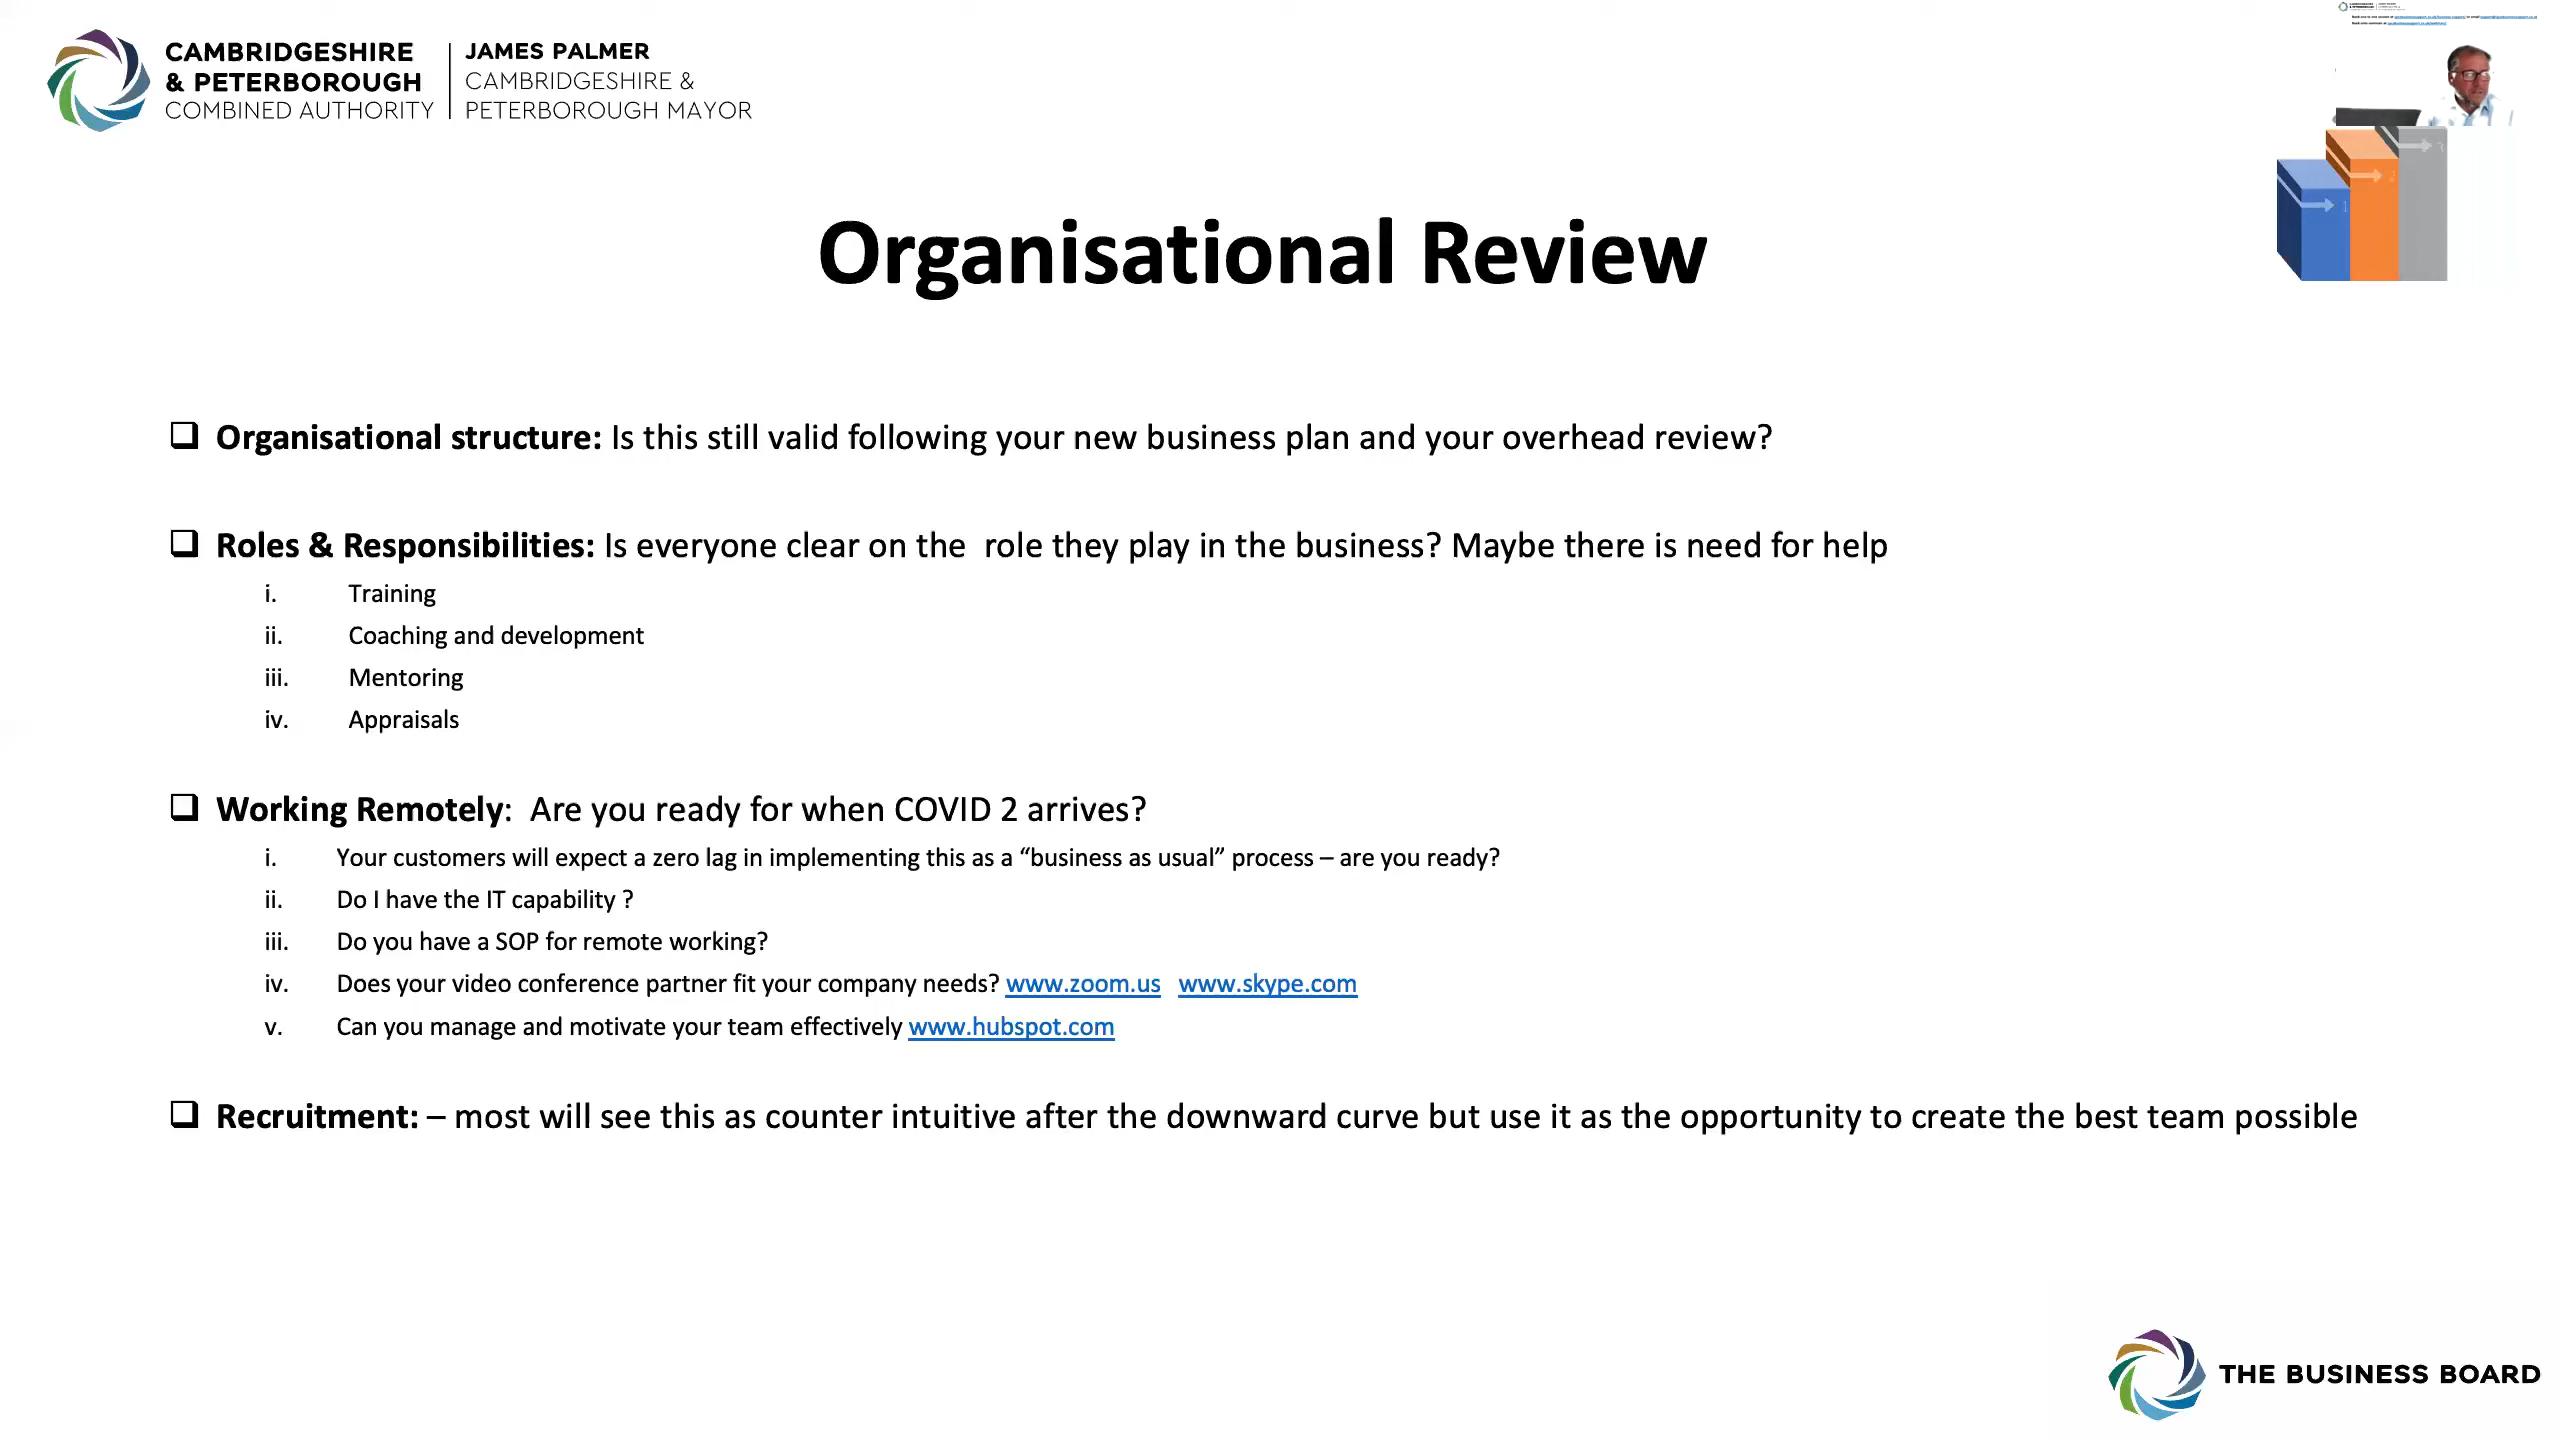 CAMBRIDGESHIRE
& PETERBOROUGH
COMBINED AUTHORITY
JAMES PALMER
CAMBRIDGESHIRE &
PETERBOROUGH MAYOR
1
2
3
Organisational Review
Organisational structure: Is this still valid following your new business plan and your overhead review?
Roles & Responsibilities: Is everyone clear on the  role they play in the business? Maybe there is need for help
i. Training
ii. Coaching and development
iii. Mentoring
iv. Appraisals
Working Remotely:  Are you ready for when COVID 2 arrives?
i. Your customers will expect a zero lag in implementing this as a “business as usual” process – are you ready?
ii. Do I have the IT capability ?
iii. Do you have a SOP for remote working?
iv. Does your video conference partner fit your company needs? www.zoom.us   www.skype.com
v. Can you manage and motivate your team effectively www.hubspot.com
Recruitment: – most will see this as counter intuitive after the downward curve but use it as the opportunity to create the best team possible
THE BUSINESS BOARD